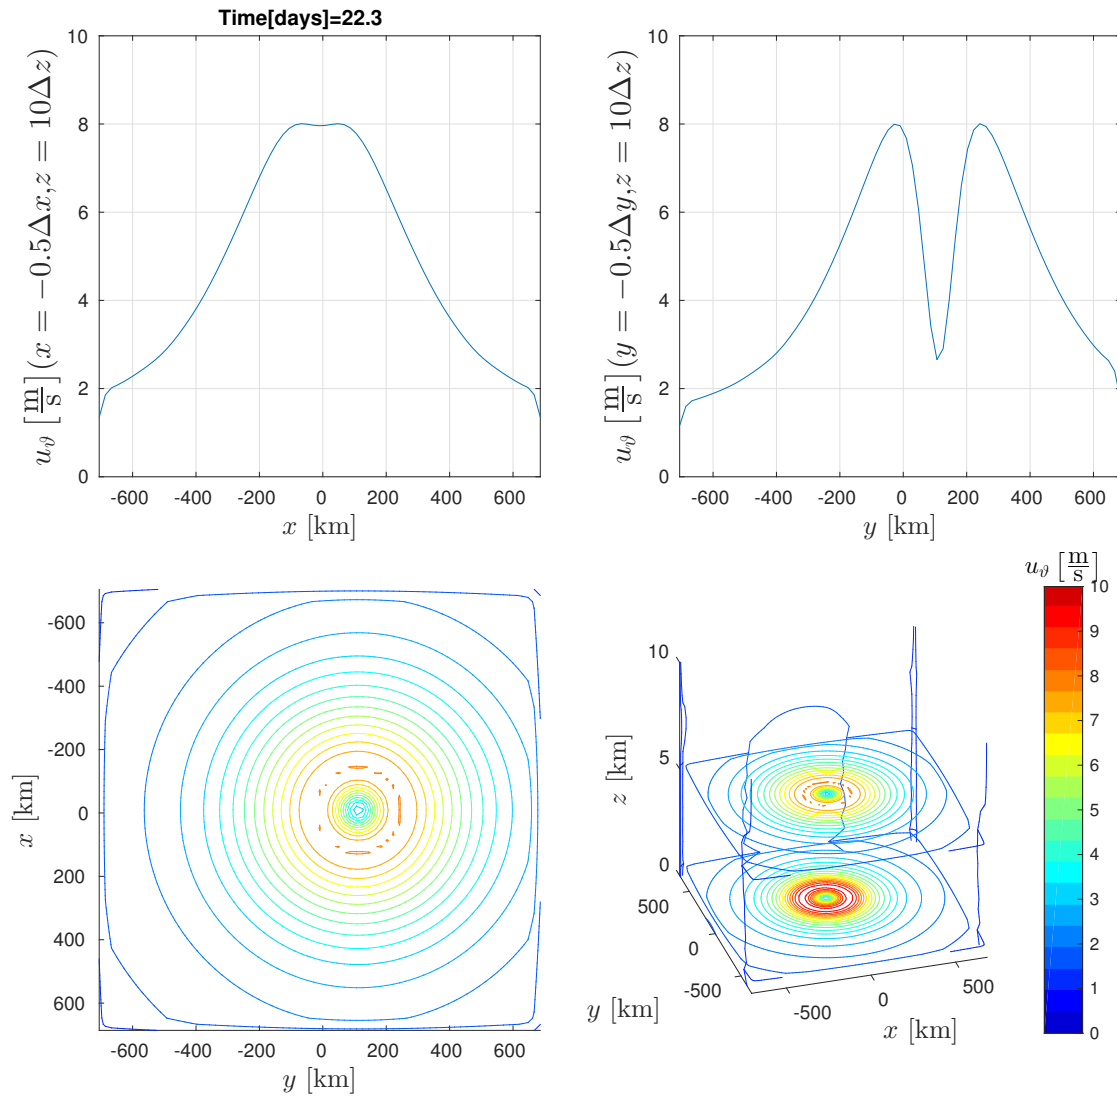 Time[days]=22.3
10
8
6
4
2
0
-600 -400 -200 0 200 400 600
x [km]
u_ϑ [m/s] (x = −0.5Δx,z = 10Δz)
10
8
6
4
2
0
-600 -400 -200 0 200 400 600
y [km]
u_ϑ [m/s] (y = −0.5Δy,z = 10Δz)
-600
-400
-200
0
200
400
600
x [km]
-600 -400 -200 0 200 400 600
y [km]
10
5
0
z [km]
500
0
-500
y [km]
-500
0
500
x [km]
u_ϑ [m/s]
10
9
8
7
6
5
4
3
2
1
0